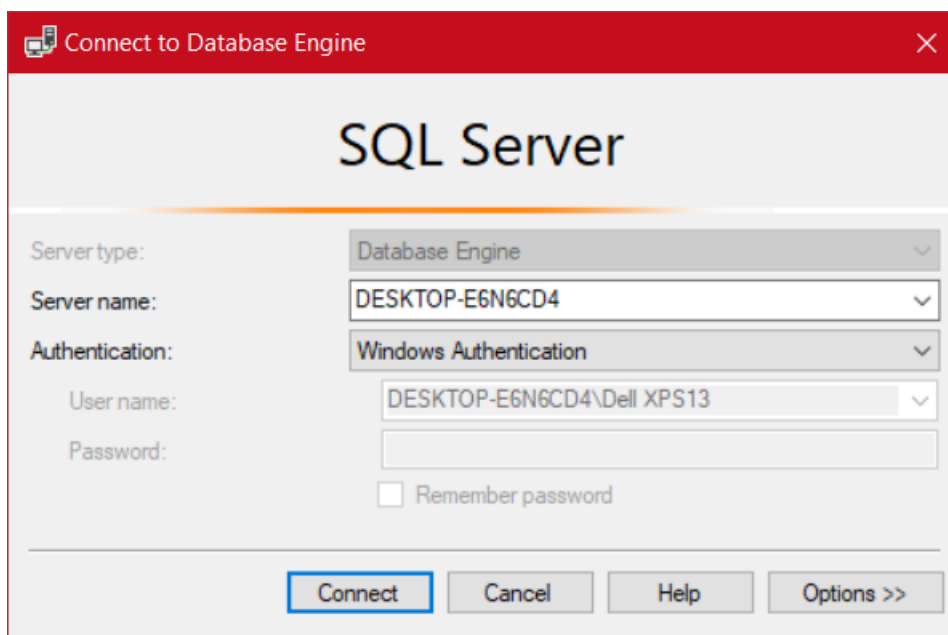 Connect to Database Engine
SQL Server
Server type: Database Engine
Server name: DESKTOP-E6N6CD4
Authentication: Windows Authentication
User name: DESKTOP-E6N6CD4\Dell XPS13
Password:
Remember password
Connect Cancel Help Options >>